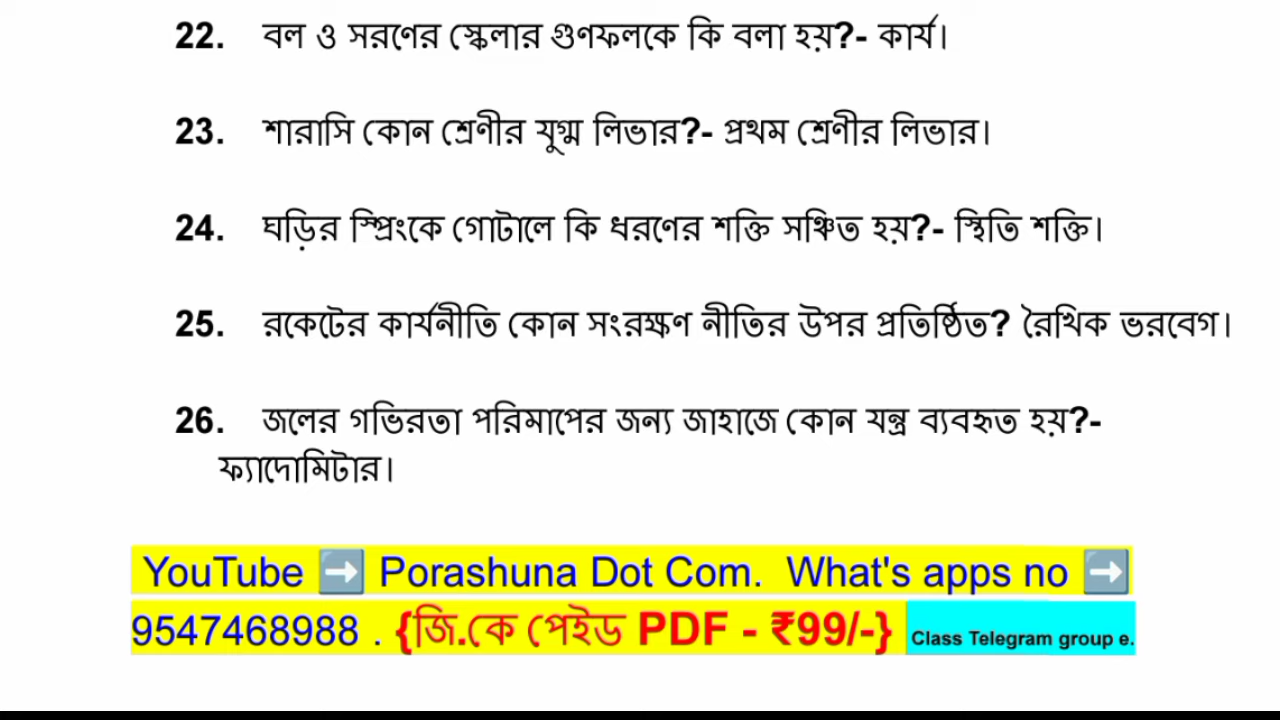 22. বল ও সরণের স্কেলার গুণফলকে কি বলা হয়?- কার্য।
23. শারাসি কোন শ্রেণীর যুগ্ম লিভার?- প্রথম শ্রেণীর লিভার।
24. ঘড়ির স্প্রিংকে গোটালে কি ধরণের শক্তি সঞ্চিত হয়?- স্থিতি শক্তি।
25. রকেটের কার্যনীতি কোন সংরক্ষণ নীতির উপর প্রতিষ্ঠিত? রৈখিক ভরবেগ।
26. জলের গভিরতা পরিমাপের জন্য জাহাজে কোন যন্ত্র ব্যবহৃত হয়?-
ফ্যাদোমিটার।
YouTube ➡️ Porashuna Dot Com. What's apps no ➡️
9547468988 . {জি.কে পেইড PDF - ₹99/-} Class Telegram group e.